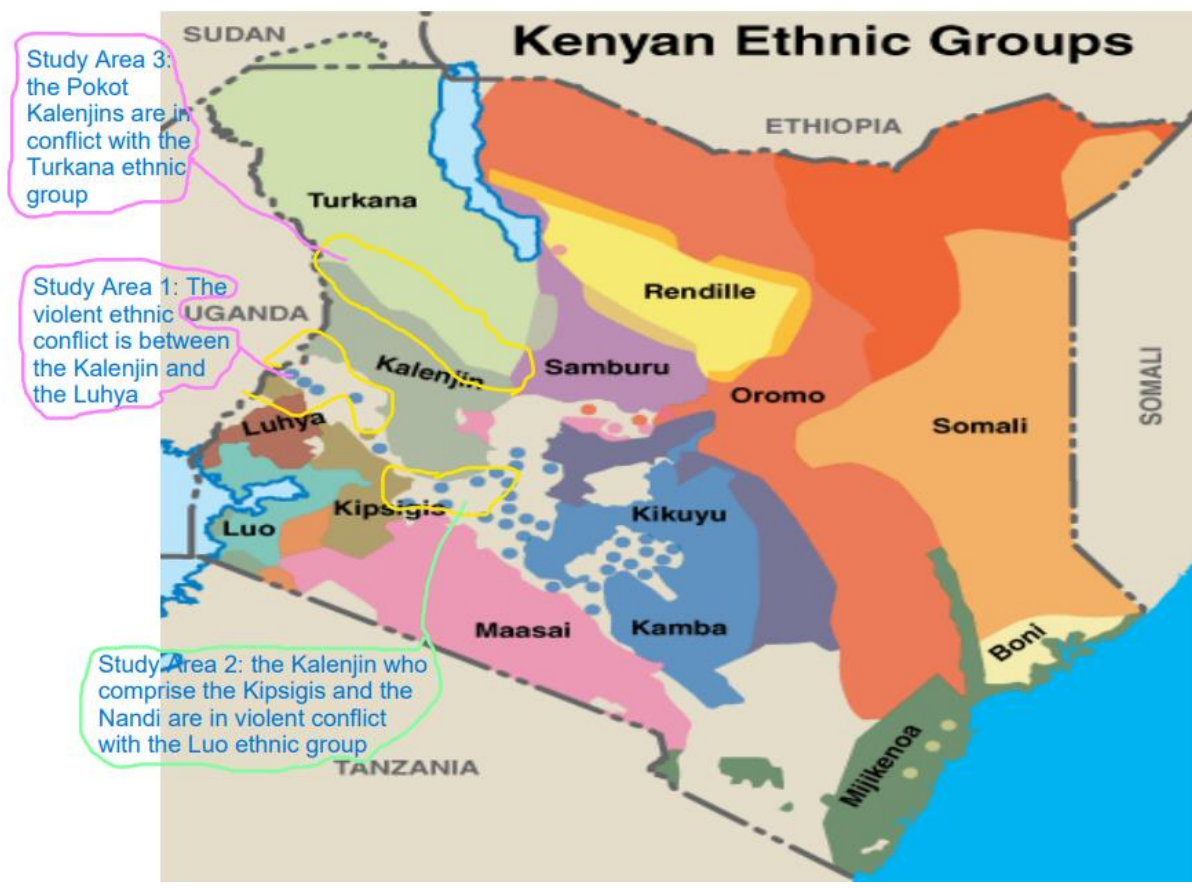 Kenyan Ethnic Groups
SUDAN
Study Area 3:
the Pokot
Kalenjins are in
conflict with the
Turkana ethnic
group
ETHIOPIA
Turkana
Study Area 1: The
violent ethnic
conflict is between
the Kalenjin and
the Luhya
UGANDA
Rendille
Kalenjin
Samburu
Oromo
Somali
SOMALI
Luhya
Kipsigis
Luo
Kikuyu
Maasai
Kamba
Boni
Study Area 2: the Kalenjin who
comprise the Kipsigis and the
Nandi are in violent conflict
with the Luo ethnic group
TANZANIA
Mijikenoa